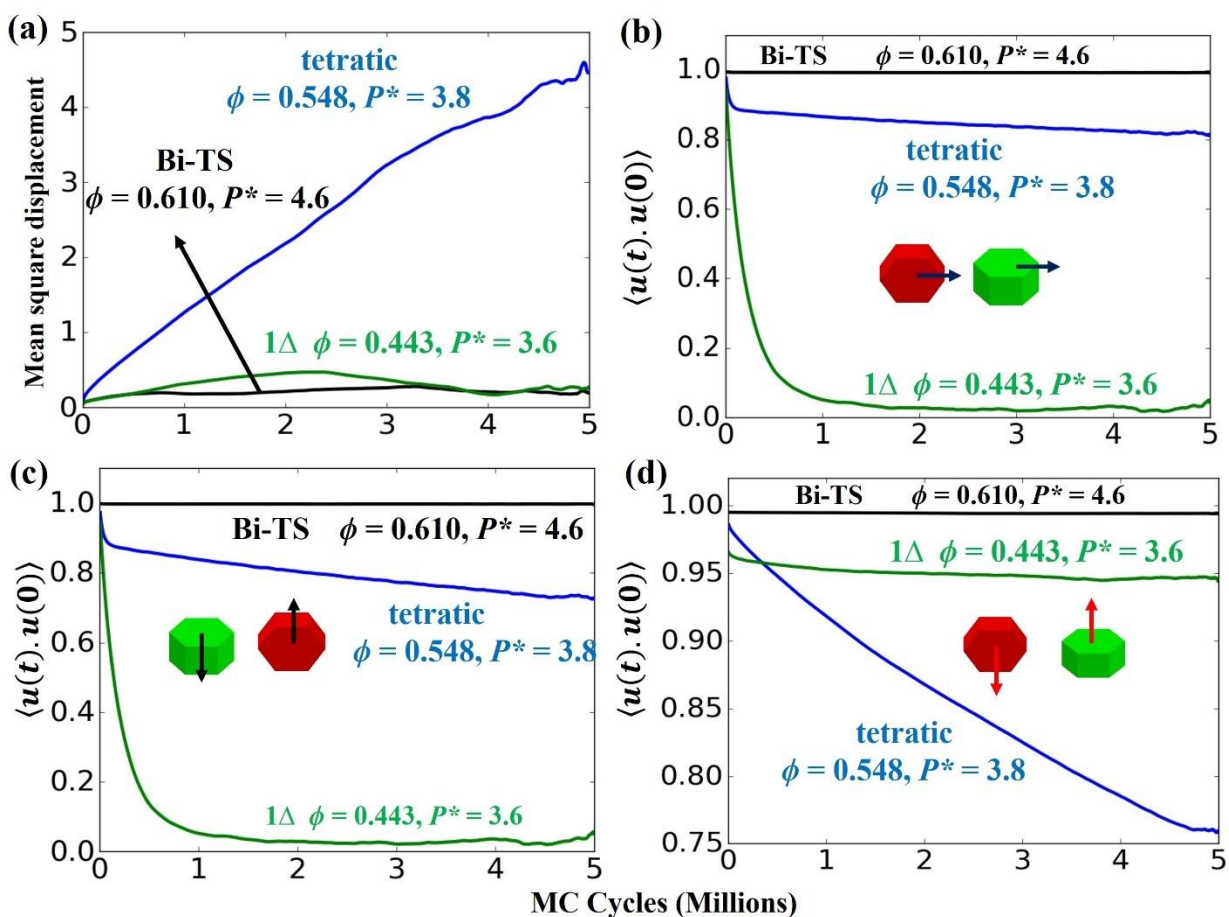 (a)
Mean square displacement
5
4
3
2
1
0
tetratic
ϕ = 0.548, P* = 3.8
Bi-TS
ϕ = 0.610, P* = 4.6
1Δ ϕ = 0.443, P* = 3.6
0 1 2 3 4 5
(b)
⟨u(t). u(0)⟩
1.0
0.8
0.6
0.4
0.2
0.0
Bi-TS ϕ = 0.610, P* = 4.6
tetratic
ϕ = 0.548, P* = 3.8
1Δ ϕ = 0.443, P* = 3.6
0 1 2 3 4 5
(c)
⟨u(t). u(0)⟩
1.0
0.8
0.6
0.4
0.2
0.0
Bi-TS ϕ = 0.610, P* = 4.6
tetratic
ϕ = 0.548, P* = 3.8
1Δ ϕ = 0.443, P* = 3.6
0 1 2 3 4 5
(d)
⟨u(t). u(0)⟩
1.00
0.95
0.90
0.85
0.80
0.75
Bi-TS ϕ = 0.610, P* = 4.6
1Δ ϕ = 0.443, P* = 3.6
tetratic
ϕ = 0.548, P* = 3.8
0 1 2 3 4 5
MC Cycles (Millions)